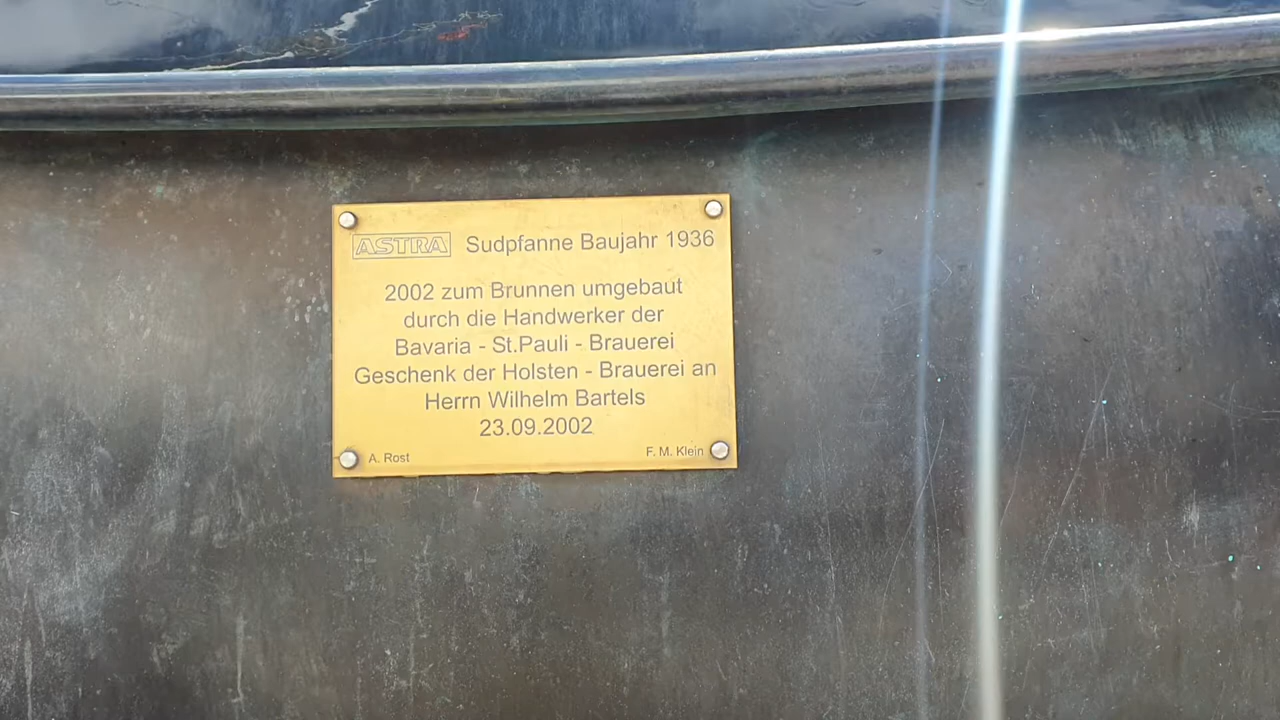 ASTRA Sudpfanne Baujahr 1936
2002 zum Brunnen umgebaut
durch die Handwerker der
Bavaria - St.Pauli - Brauerei
Geschenk der Holsten - Brauerei an
Herrn Wilhelm Bartels
23.09.2002
A. Rost F. M. Klein